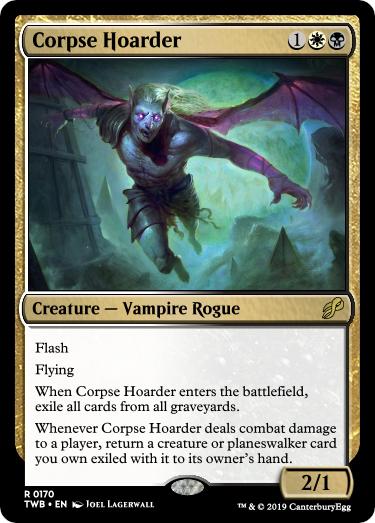 Corpse Hoarder 1
Creature — Vampire Rogue
Flash
Flying
When Corpse Hoarder enters the battlefield,
exile all cards from all graveyards.
Whenever Corpse Hoarder deals combat damage
to a player, return a creature or planeswalker card
you own exiled with it to its owner's hand.
2/1
R 0170
TWB • EN Joel Lagerwall
™ & © 2019 CanterburyEgg